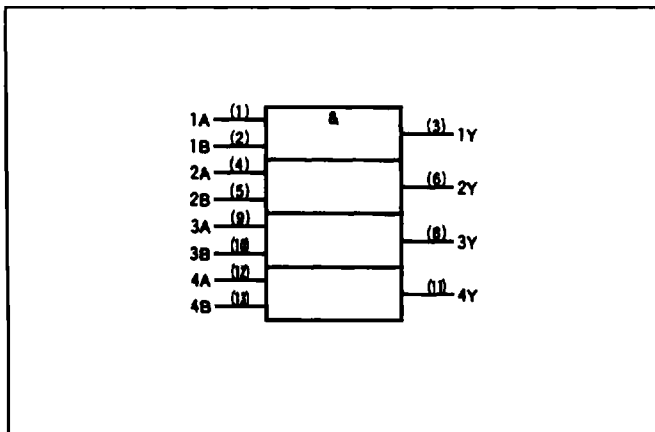 &
1A (1)
1B (2)
(3) 1Y
2A (4)
2B (5)
(6) 2Y
3A (9)
3B (10)
(8) 3Y
4A (12)
4B (13)
(11) 4Y